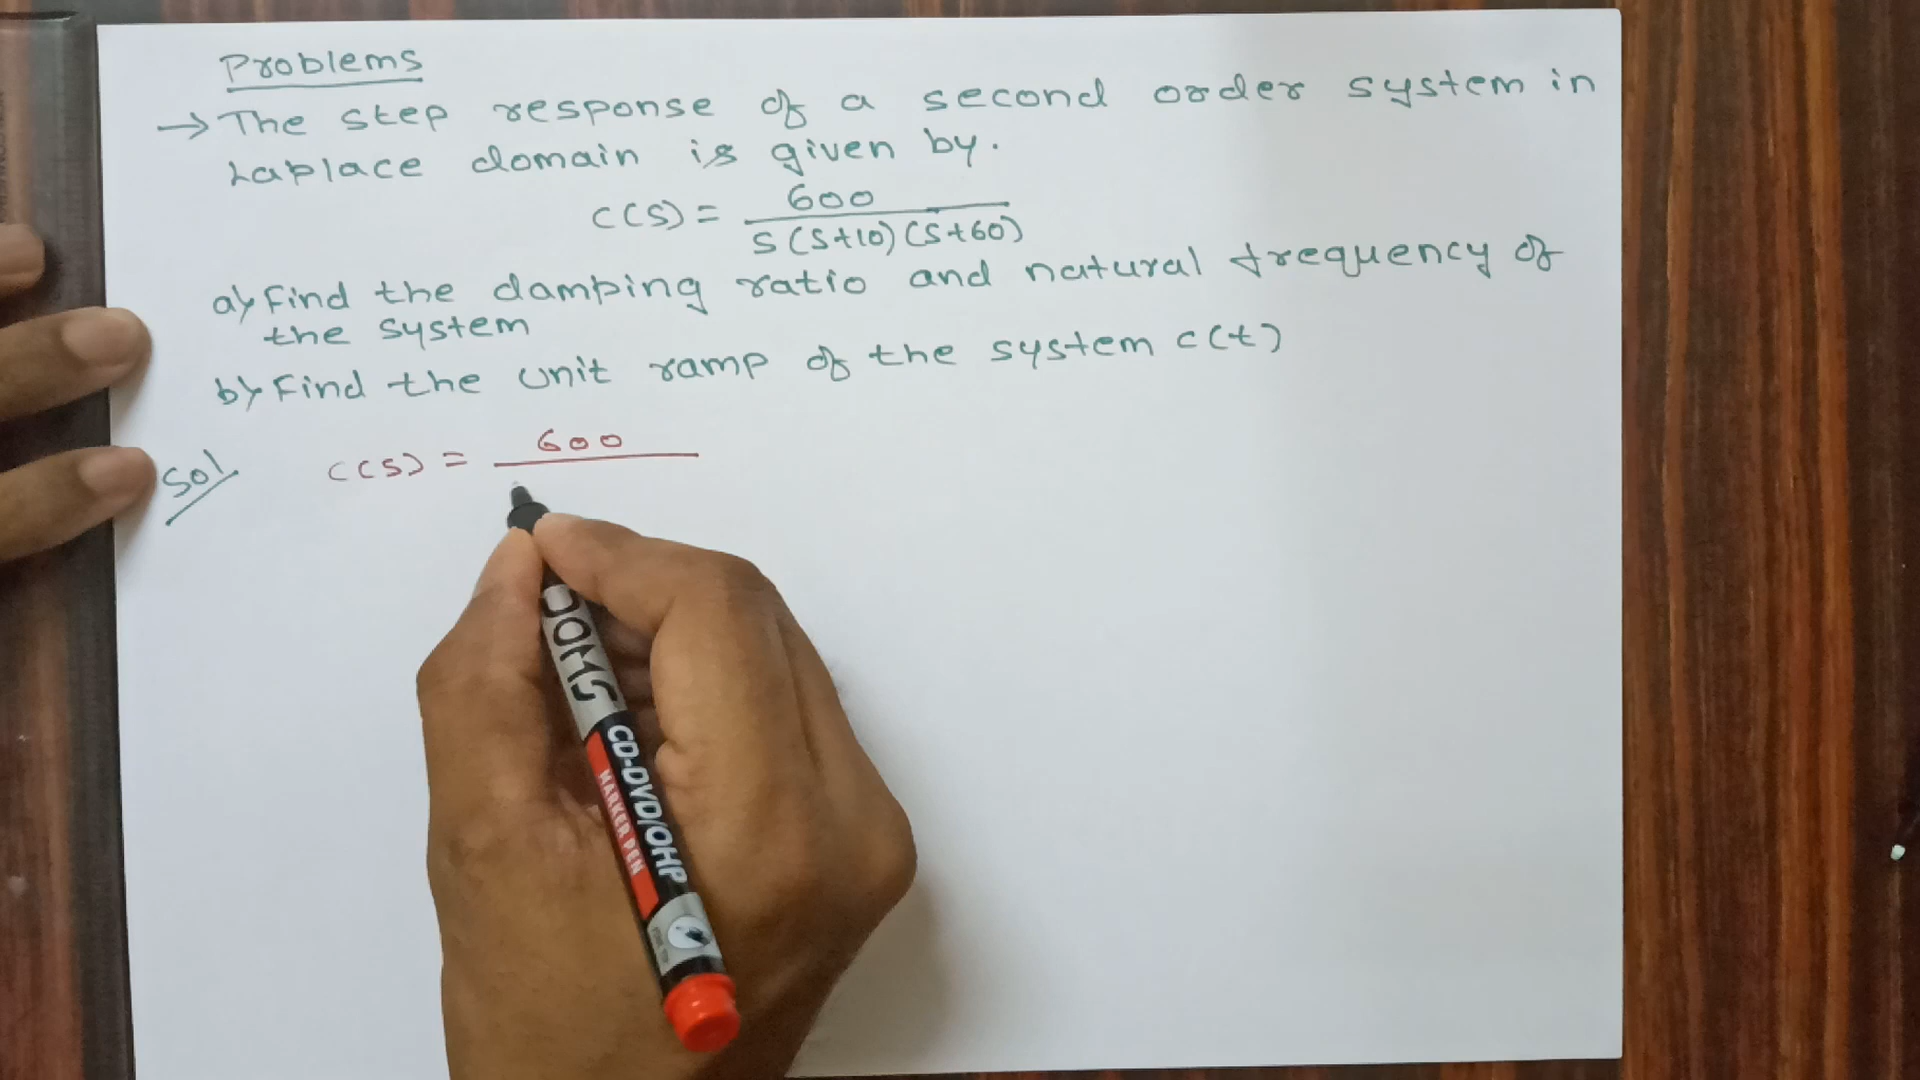 Problems
→ The step response of a second order system in
Laplace domain is given by.
C(S) = 600
S(S+10)(S+60)
a) Find the damping ratio and natural frequency of
the system
b) Find the unit ramp of the system c(t)
Sol
C(S) = 600
DOMS
CD-DVD/OHP
MARKER PEN